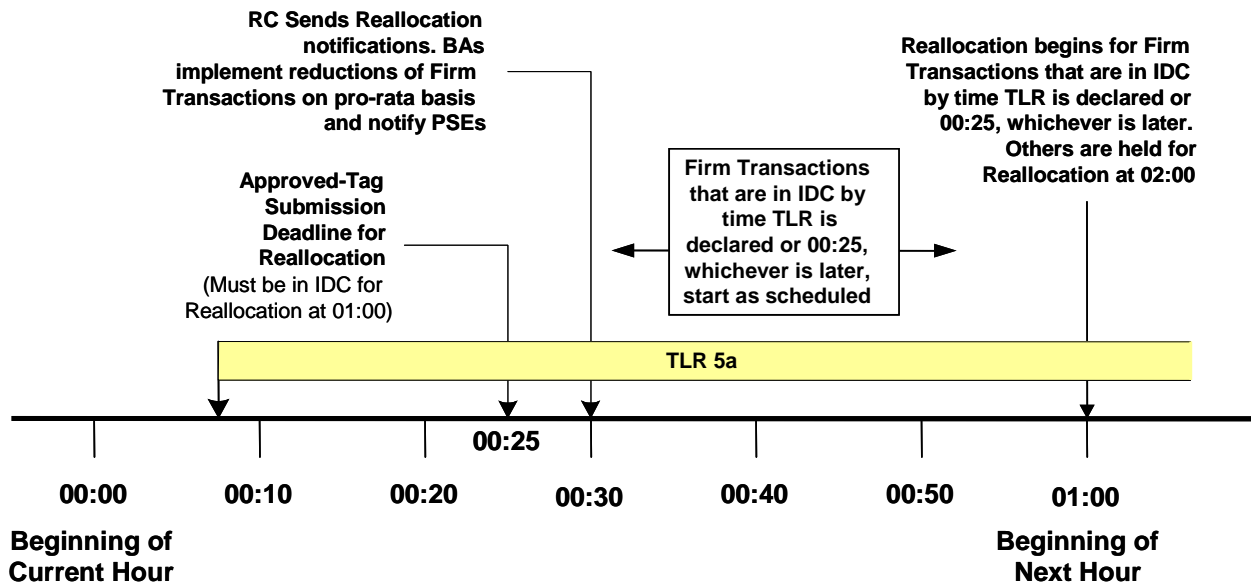 RC Sends Reallocation
notifications. BAs
implement reductions of Firm
Transactions on pro-rata basis
and notify PSEs
Reallocation begins for Firm
Transactions that are in IDC
by time TLR is declared or
00:25, whichever is later.
Others are held for
Reallocation at 02:00
Approved-Tag
Submission
Deadline for
Reallocation
(Must be in IDC for
Reallocation at 01:00)
Firm Transactions
that are in IDC by
time TLR is
declared or 00:25,
whichever is later,
start as scheduled
TLR 5a
00:25
00:00
00:10
00:20
00:30
00:40
00:50
01:00
Beginning of
Current Hour
Beginning of
Next Hour